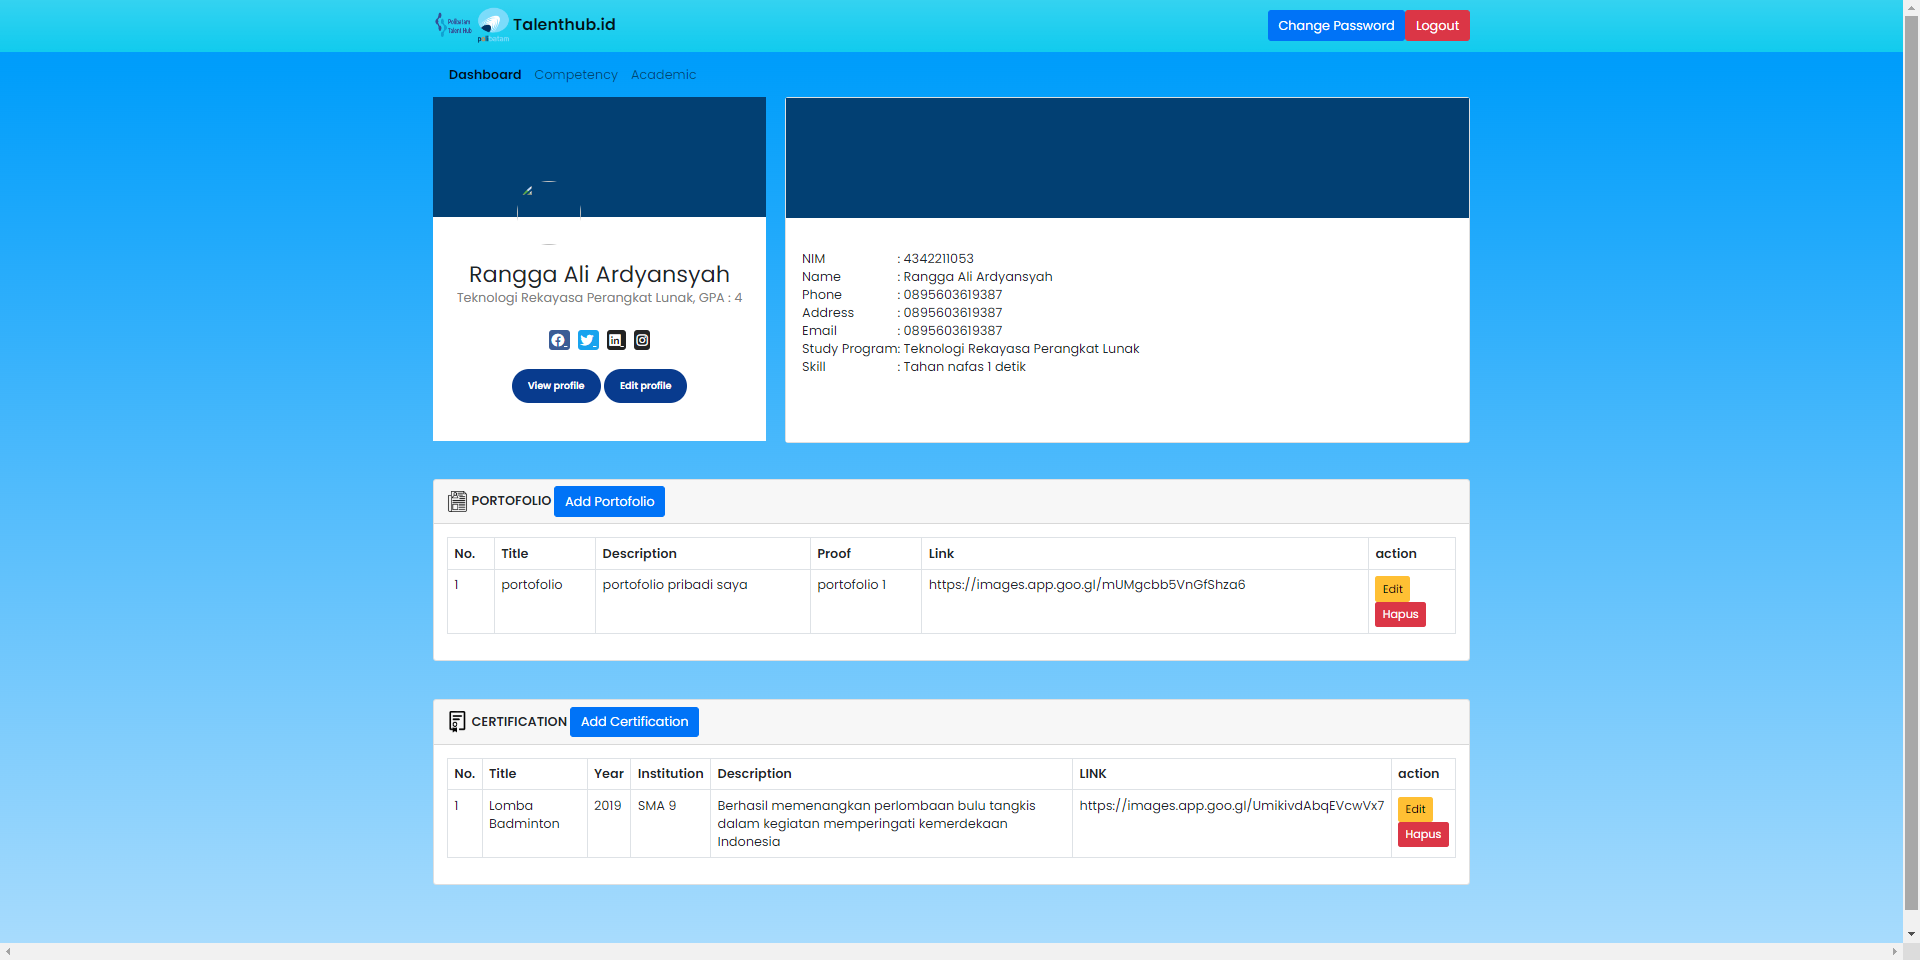 Polibatam
Talent Hub
polibatam
Talenthub.id
Change Password
Logout
Dashboard
Competency
Academic
Rangga Ali Ardyansyah
Teknologi Rekayasa Perangkat Lunak, GPA : 4
View profile
Edit profile
NIM : 4342211053
Name : Rangga Ali Ardyansyah
Phone : 0895603619387
Address : 0895603619387
Email : 0895603619387
Study Program: Teknologi Rekayasa Perangkat Lunak
Skill : Tahan nafas 1 detik
PORTOFOLIO Add Portofolio
No. Title Description Proof Link action
1 portofolio portofolio pribadi saya portofolio 1 https://images.app.goo.gl/mUMgcbb5VnGfShza6 Edit
Hapus
CERTIFICATION Add Certification
No. Title Year Institution Description LINK action
1 Lomba 2019 SMA 9 Berhasil memenangkan perlombaan bulu tangkis https://images.app.goo.gl/UmikivdAbqEVcwVx7 Edit
Badminton dalam kegiatan memperingati kemerdekaan Hapus
Indonesia